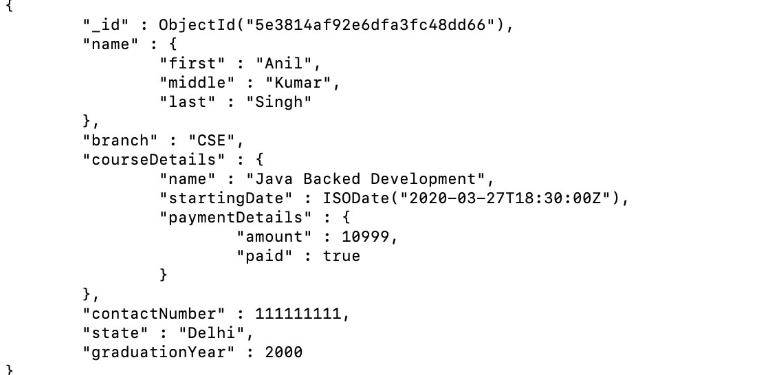 {
"_id" : ObjectId("5e3814af92e6dfa3fc48dd66"),
"name" : {
"first" : "Anil",
"middle" : "Kumar",
"last" : "Singh"
},
"branch" : "CSE",
"courseDetails" : {
"name" : "Java Backed Development",
"startingDate" : ISODate("2020-03-27T18:30:00Z"),
"paymentDetails" : {
"amount" : 10999,
"paid" : true
}
},
"contactNumber" : 111111111,
"state" : "Delhi",
"graduationYear" : 2000
}